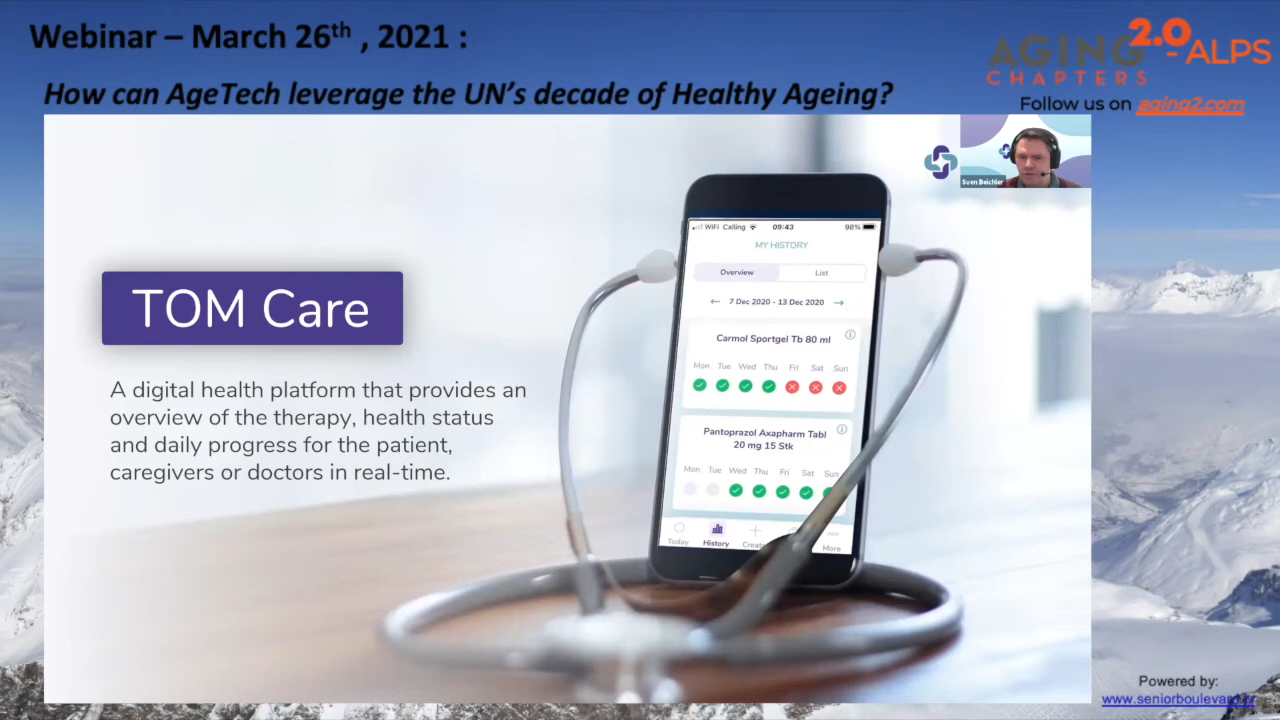 Webinar – March 26th , 2021 :
How can AgeTech leverage the UN's decade of Healthy Ageing?
AGING 2.0 - ALPS
CHAPTERS
Follow us on aging2.com
Sven Beichler
TOM Care
A digital health platform that provides an
overview of the therapy, health status
and daily progress for the patient,
caregivers or doctors in real-time.
WiFi Calling 09:43 98%
MY HISTORY
Overview List
← 7 Dec 2020 - 13 Dec 2020 →
Carmol Sportgel Tb 80 ml
Mon Tue Wed Thu Fri Sat Sun
Pantoprazol Axapharm Tabl
20 mg 15 Stk
Mon Tue Wed Thu Fri Sat Sun
Today History More
Powered by: